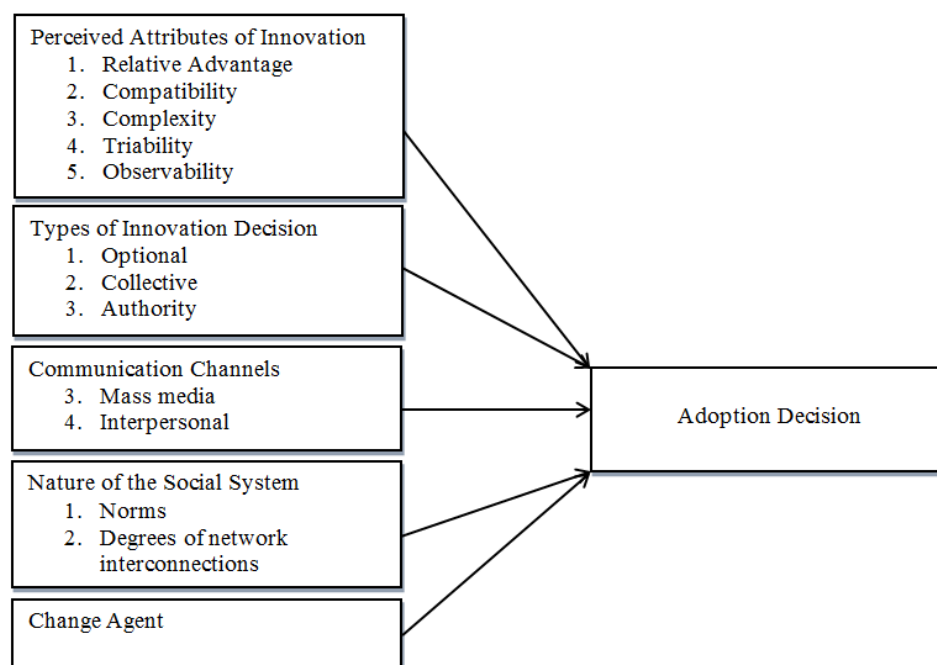 Perceived Attributes of Innovation
1. Relative Advantage
2. Compatibility
3. Complexity
4. Triability
5. Observability
Types of Innovation Decision
1. Optional
2. Collective
3. Authority
Communication Channels
3. Mass media
4. Interpersonal
Nature of the Social System
1. Norms
2. Degrees of network
interconnections
Change Agent
Adoption Decision